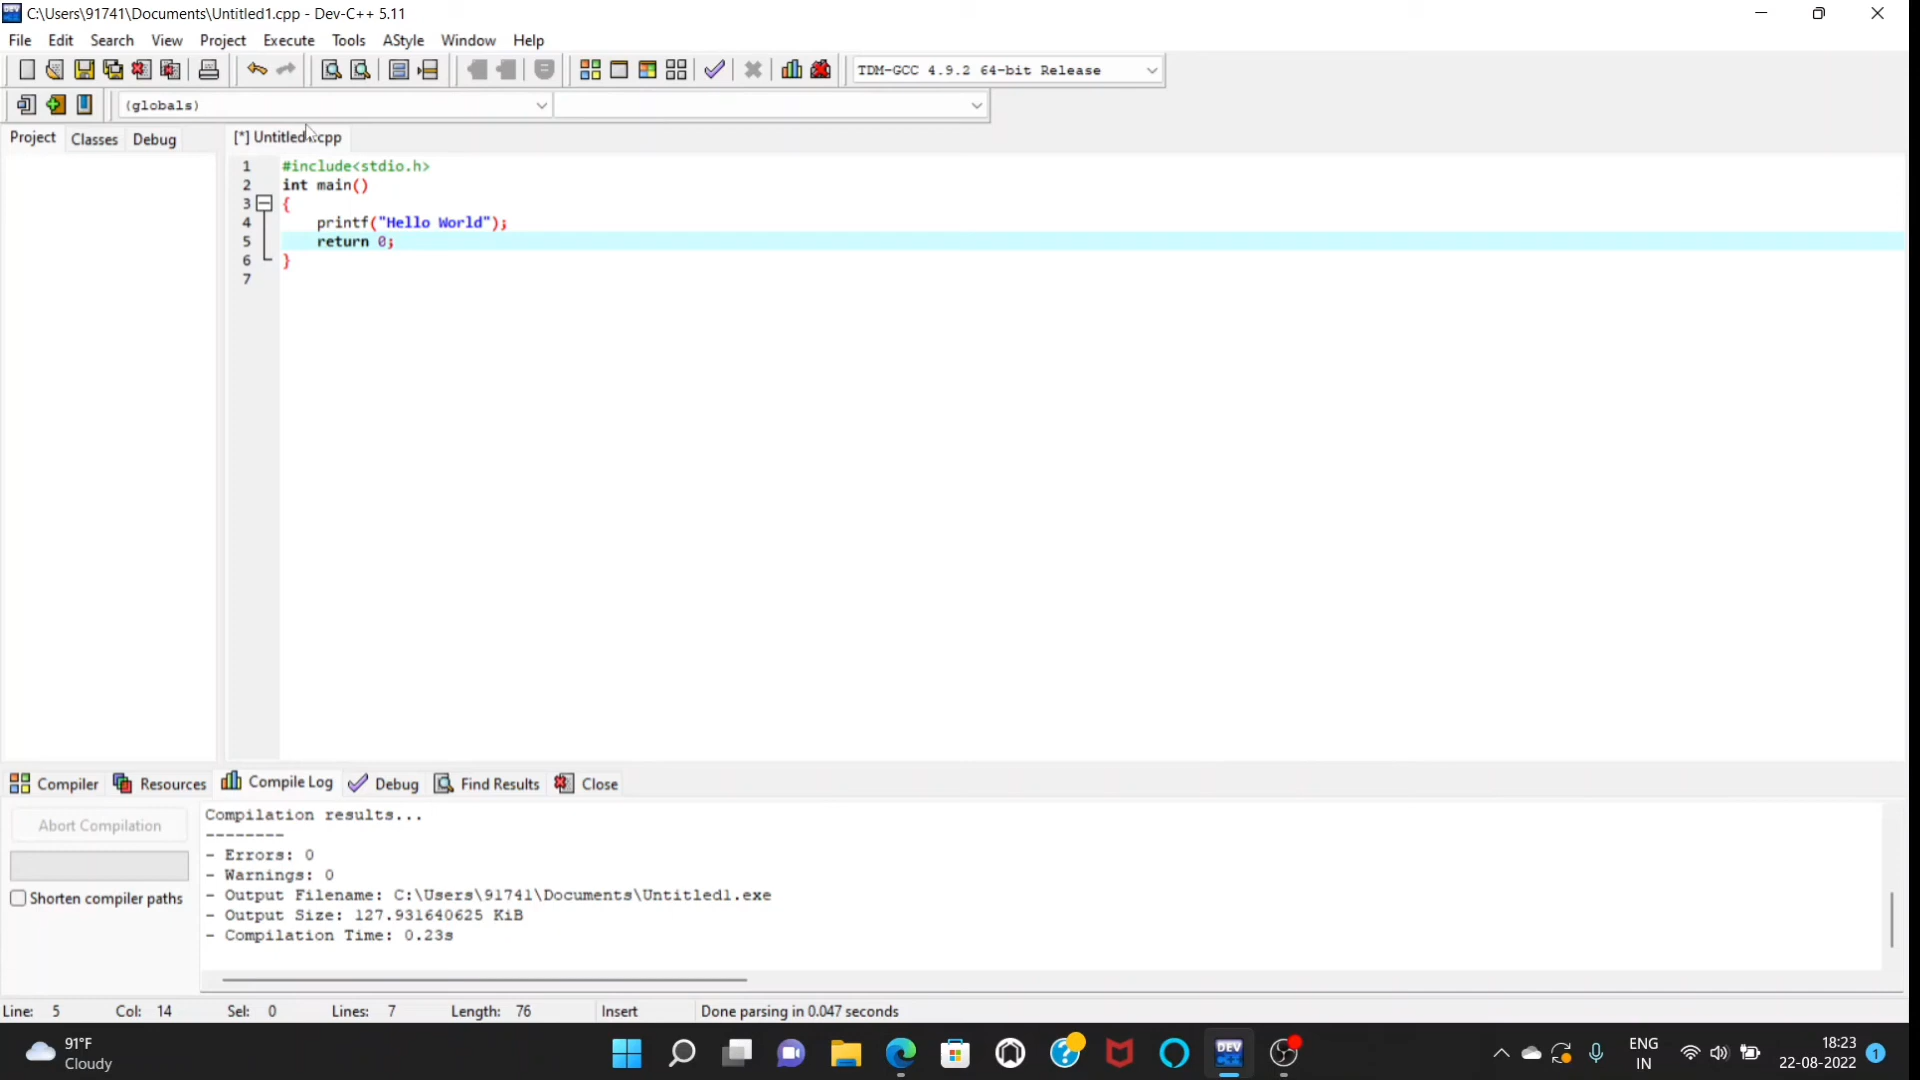 C:\Users\91741\Documents\Untitled1.cpp - Dev-C++ 5.11
File Edit Search View Project Execute Tools AStyle Window Help
TDM-GCC 4.9.2 64-bit Release
(globals)
Project Classes Debug [*] Untitled1.cpp
1 #include<stdio.h>
2 int main()
3 {
4 printf("Hello World");
5 return 0;
6 }
7
Compiler Resources Compile Log Debug Find Results Close
Abort Compilation
Shorten compiler paths
Compilation results...
--------
- Errors: 0
- Warnings: 0
- Output Filename: C:\Users\91741\Documents\Untitled1.exe
- Output Size: 127.931640625 KiB
- Compilation Time: 0.23s
Line: 5 Col: 14 Sel: 0 Lines: 7 Length: 76 Insert Done parsing in 0.047 seconds
91°F
Cloudy
DEV
ENG
IN
18:23
22-08-2022
1